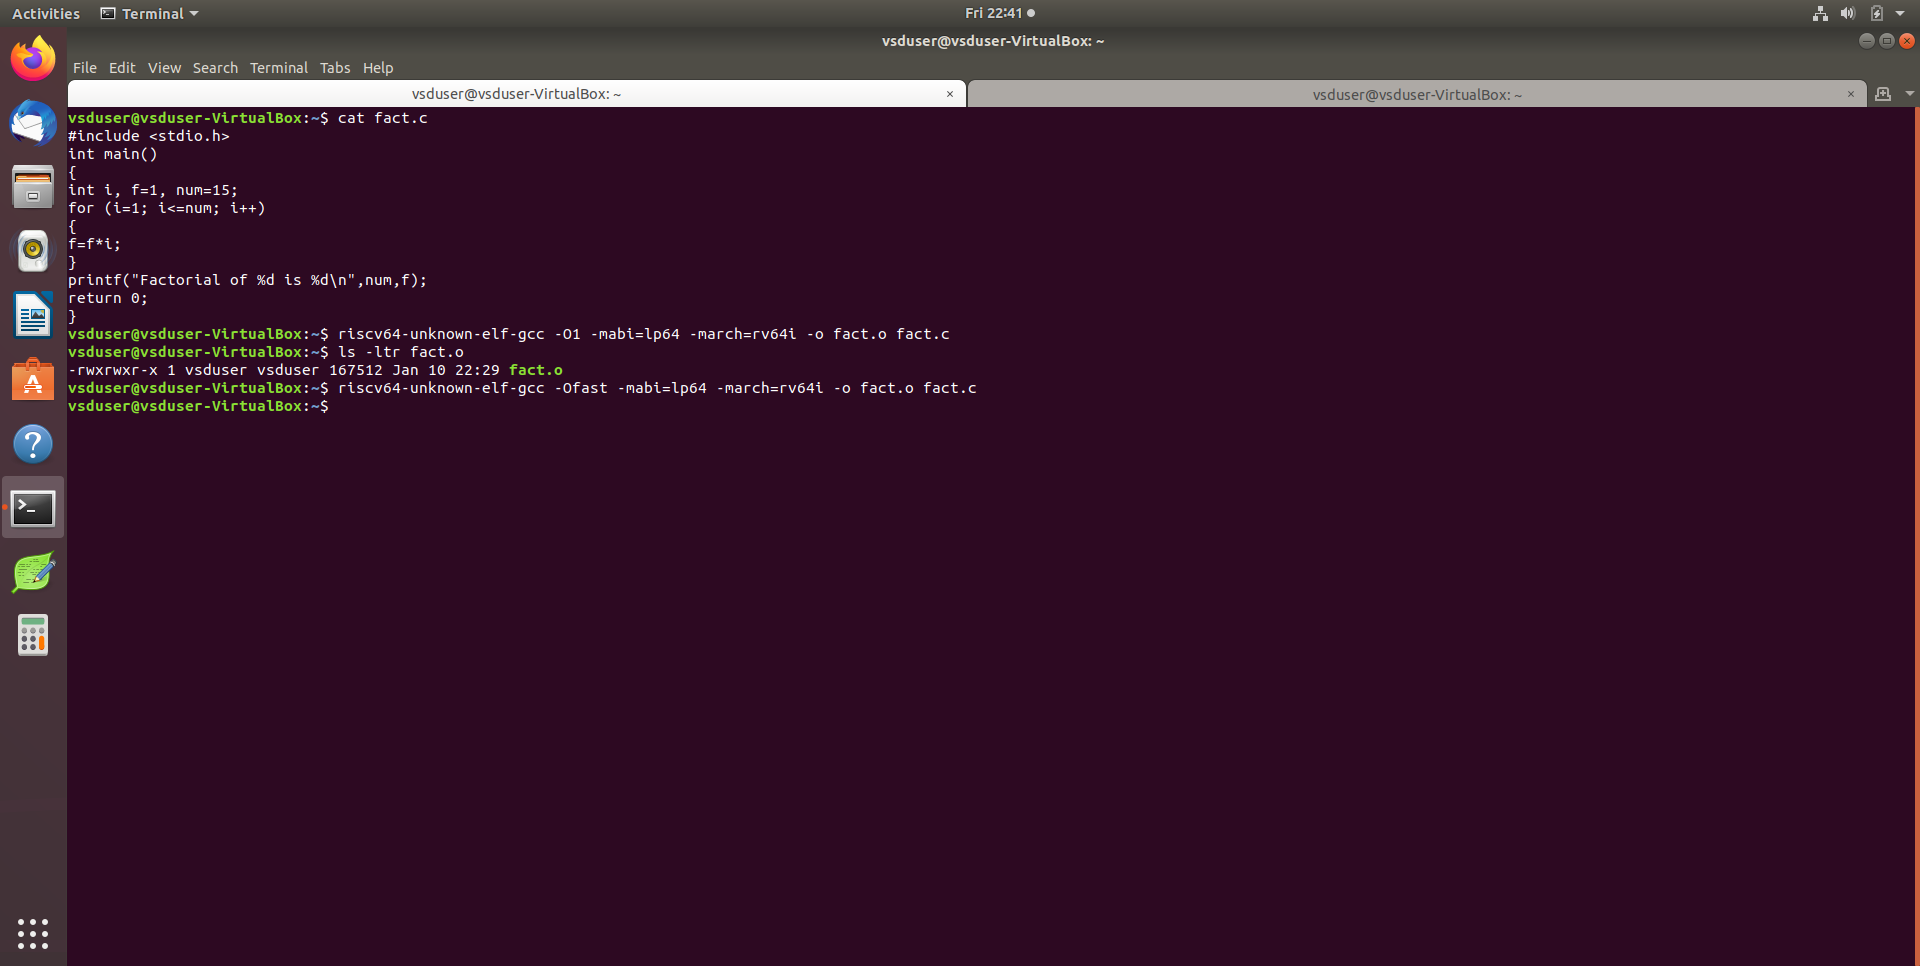 Activities Terminal Fri 22:41
vsduser@vsduser-VirtualBox: ~
File Edit View Search Terminal Tabs Help
vsduser@vsduser-VirtualBox: ~ × vsduser@vsduser-VirtualBox: ~ ×
vsduser@vsduser-VirtualBox:~$ cat fact.c
#include <stdio.h>
int main()
{
int i, f=1, num=15;
for (i=1; i<=num; i++)
{
f=f*i;
}
printf("Factorial of %d is %d\n",num,f);
return 0;
}
vsduser@vsduser-VirtualBox:~$ riscv64-unknown-elf-gcc -O1 -mabi=lp64 -march=rv64i -o fact.o fact.c
vsduser@vsduser-VirtualBox:~$ ls -ltr fact.o
-rwxrwxr-x 1 vsduser vsduser 167512 Jan 10 22:29 fact.o
vsduser@vsduser-VirtualBox:~$ riscv64-unknown-elf-gcc -Ofast -mabi=lp64 -march=rv64i -o fact.o fact.c
vsduser@vsduser-VirtualBox:~$